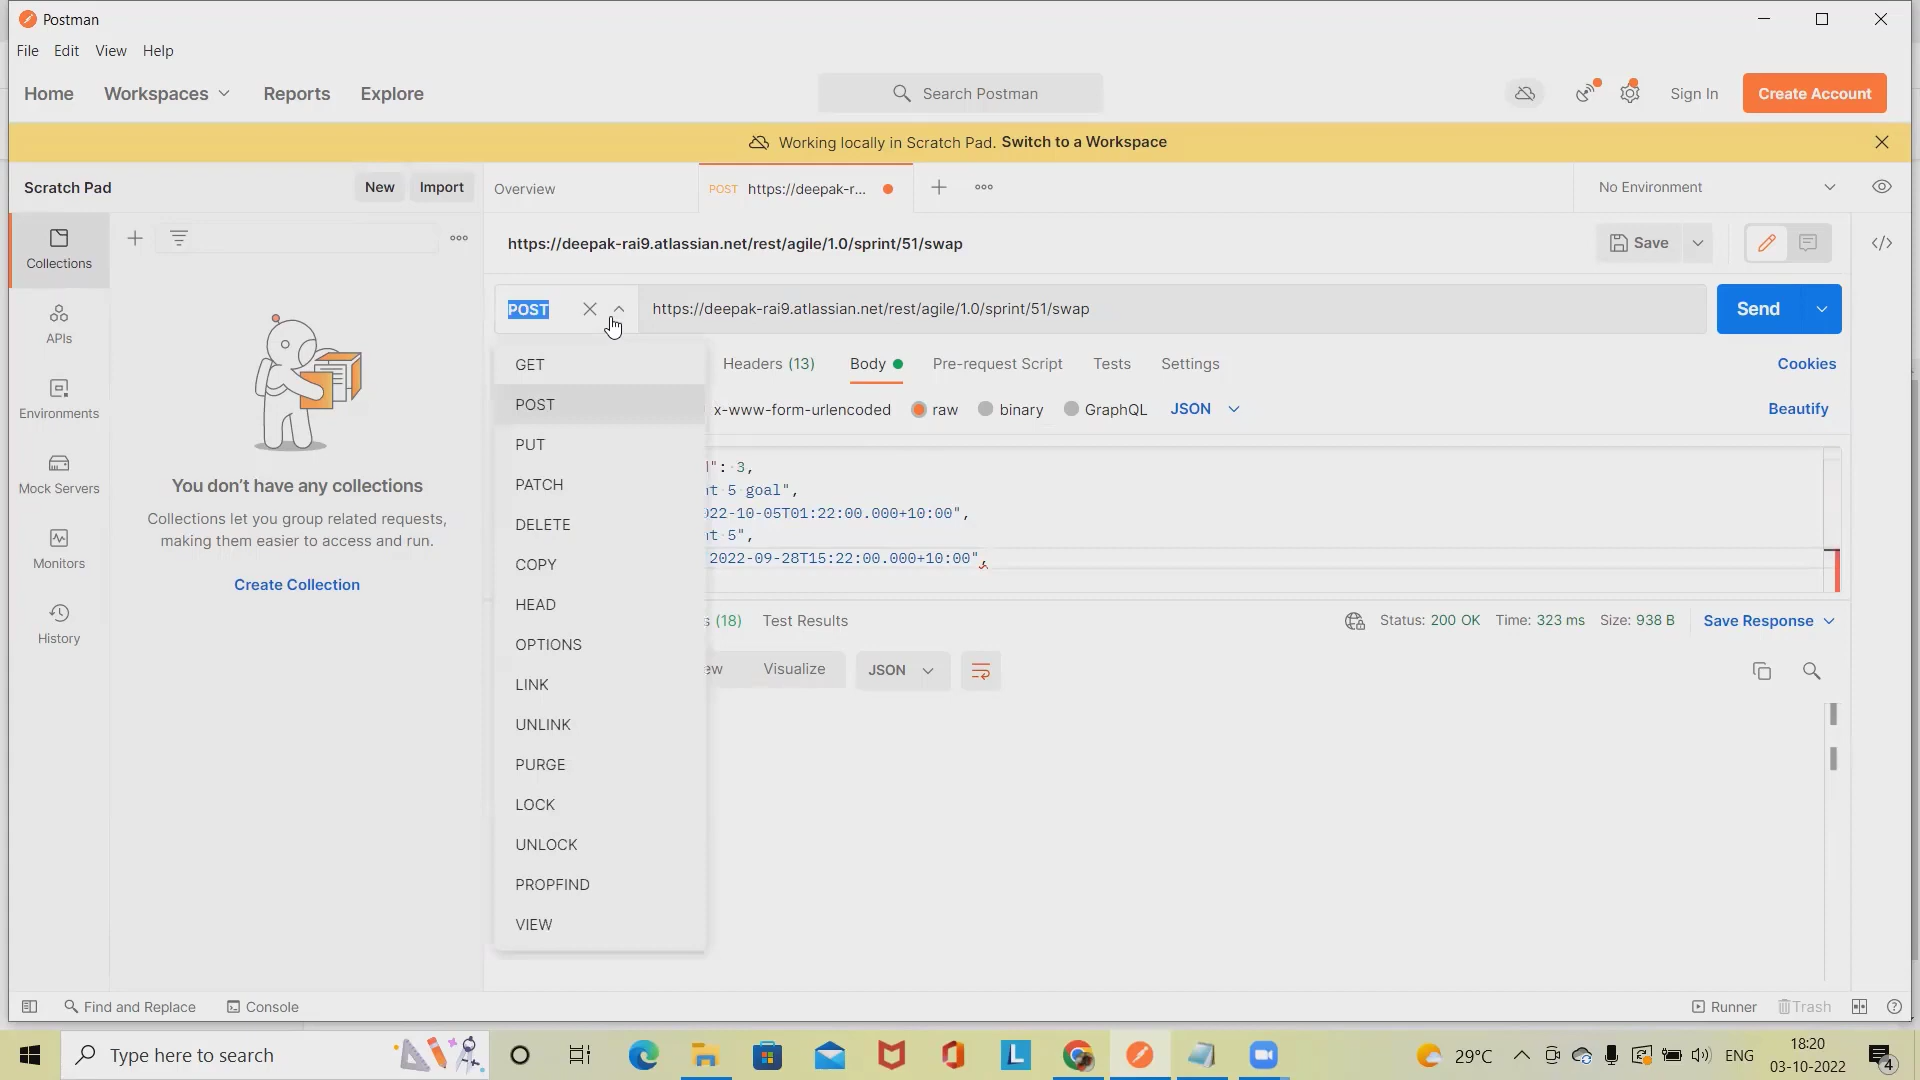 Postman
File Edit View Help
Home Workspaces Reports Explore Search Postman Sign In Create Account
Working locally in Scratch Pad. Switch to a Workspace
Scratch Pad New Import Overview POST https://deepak-r... No Environment
Collections
https://deepak-rai9.atlassian.net/rest/agile/1.0/sprint/51/swap Save
POST https://deepak-rai9.atlassian.net/rest/agile/1.0/sprint/51/swap Send
APIs
GET Headers (13) Body Pre-request Script Tests Settings Cookies
POST x-www-form-urlencoded raw binary GraphQL JSON Beautify
Environments
PUT
": 3,
PATCH
nt 5 goal",
Mock Servers
You don't have any collections
Collections let you group related requests,
making them easier to access and run.
Create Collection
22-10-05T01:22:00.000+10:00",
DELETE
nt 5",
COPY 2022-09-28T15:22:00.000+10:00",
Monitors
HEAD
History
s (18) Test Results Status: 200 OK Time: 323 ms Size: 938 B Save Response
OPTIONS
ew Visualize JSON
LINK
UNLINK
PURGE
LOCK
UNLOCK
PROPFIND
VIEW
Find and Replace Console Runner Trash
Type here to search 29°C ENG 18:20
03-10-2022
4